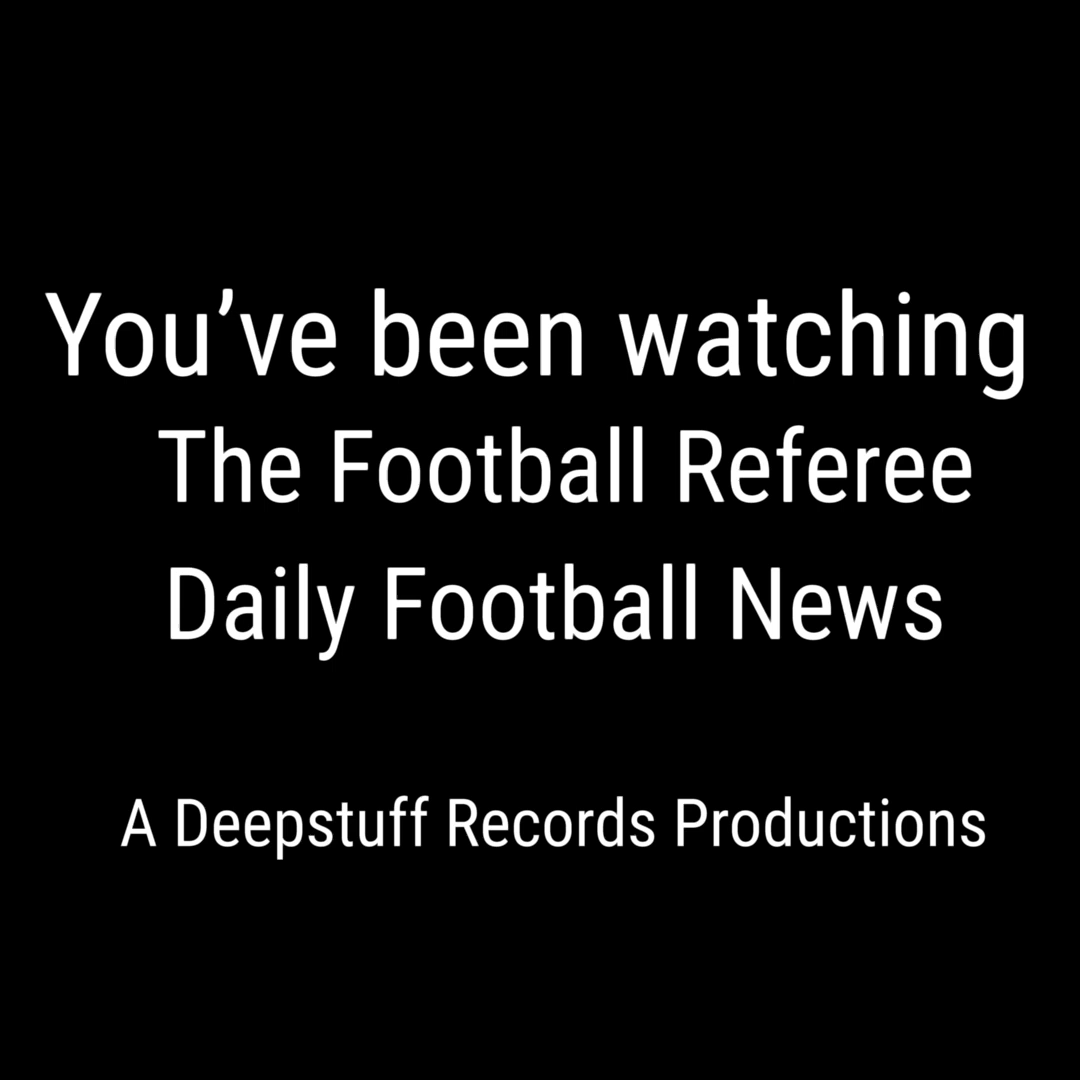 You’ve been watching
The Football Referee
Daily Football News
A Deepstuff Records Productions